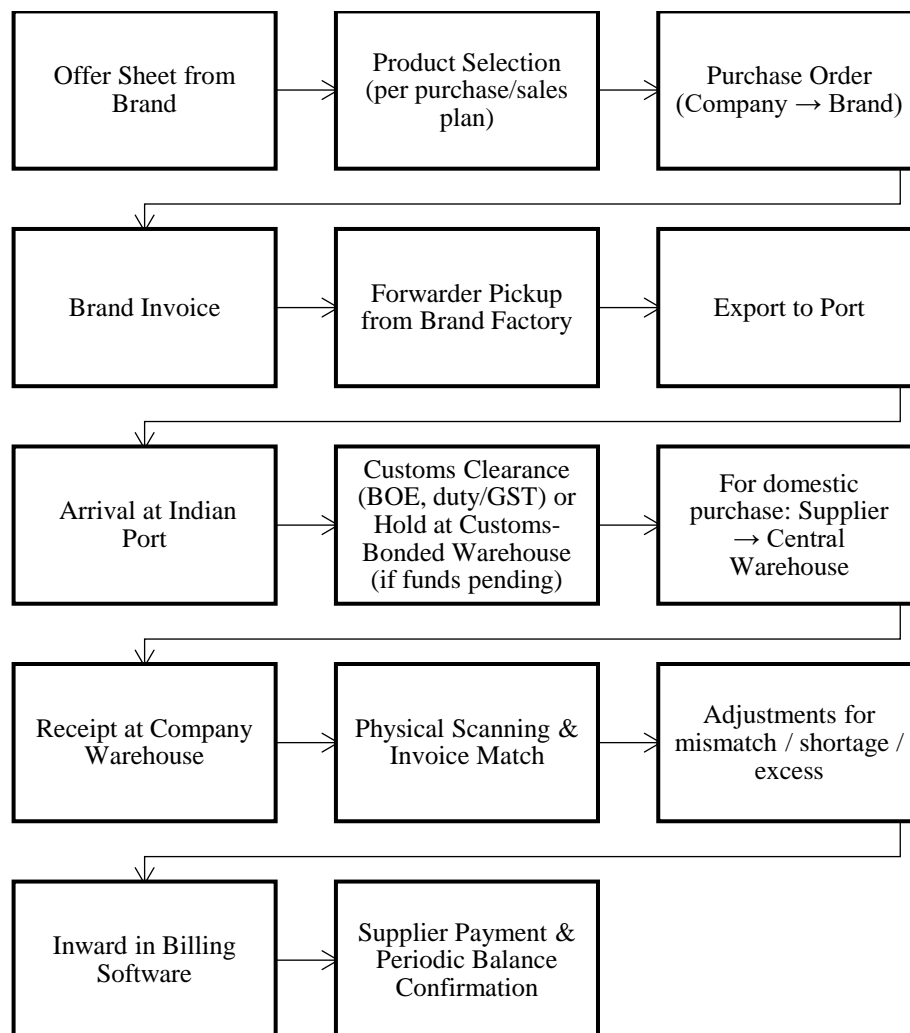 Offer Sheet from
Brand
Product Selection
(per purchase/sales
plan)
Purchase Order
(Company → Brand)
Brand Invoice
Forwarder Pickup
from Brand Factory
Export to Port
Arrival at Indian
Port
Customs Clearance
(BOE, duty/GST) or
Hold at Customs-
Bonded Warehouse
(if funds pending)
For domestic
purchase: Supplier
→ Central
Warehouse
Receipt at Company
Warehouse
Physical Scanning &
Invoice Match
Adjustments for
mismatch / shortage /
excess
Inward in Billing
Software
Supplier Payment &
Periodic Balance
Confirmation